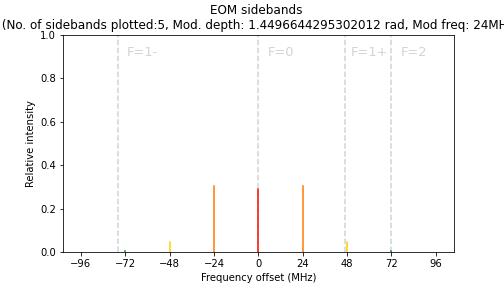 EOM sidebands
(No. of sidebands plotted:5, Mod. depth: 1.4496644295302012 rad, Mod freq: 24MH
1.0
F=1-
F=0
F=1+
F=2
0.8
0.6
0.4
0.2
0.0
Relative intensity
−96
−72
−48
−24
0
24
48
72
96
Frequency offset (MHz)